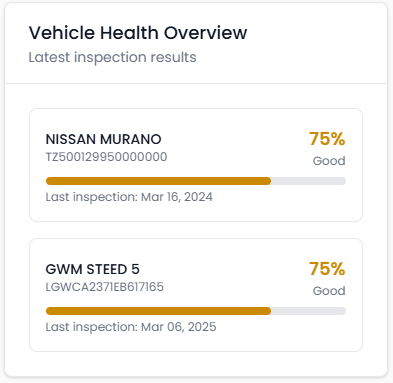 Vehicle Health Overview
Latest inspection results
NISSAN MURANO
75%
TZ500129950000000
Good
Last inspection: Mar 16, 2024
GWM STEED 5
75%
LGWCA2371EB617165
Good
Last inspection: Mar 06, 2025